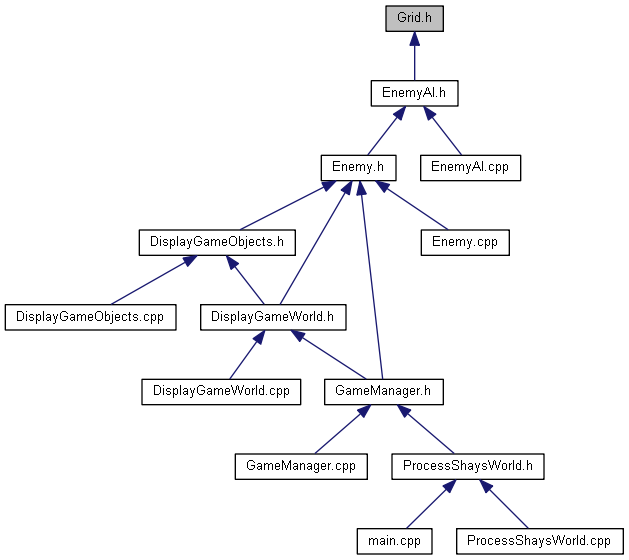 Grid.h
EnemyAI.h
Enemy.h
EnemyAI.cpp
DisplayGameObjects.h
Enemy.cpp
DisplayGameObjects.cpp
DisplayGameWorld.h
DisplayGameWorld.cpp
GameManager.h
GameManager.cpp
ProcessShaysWorld.h
main.cpp
ProcessShaysWorld.cpp